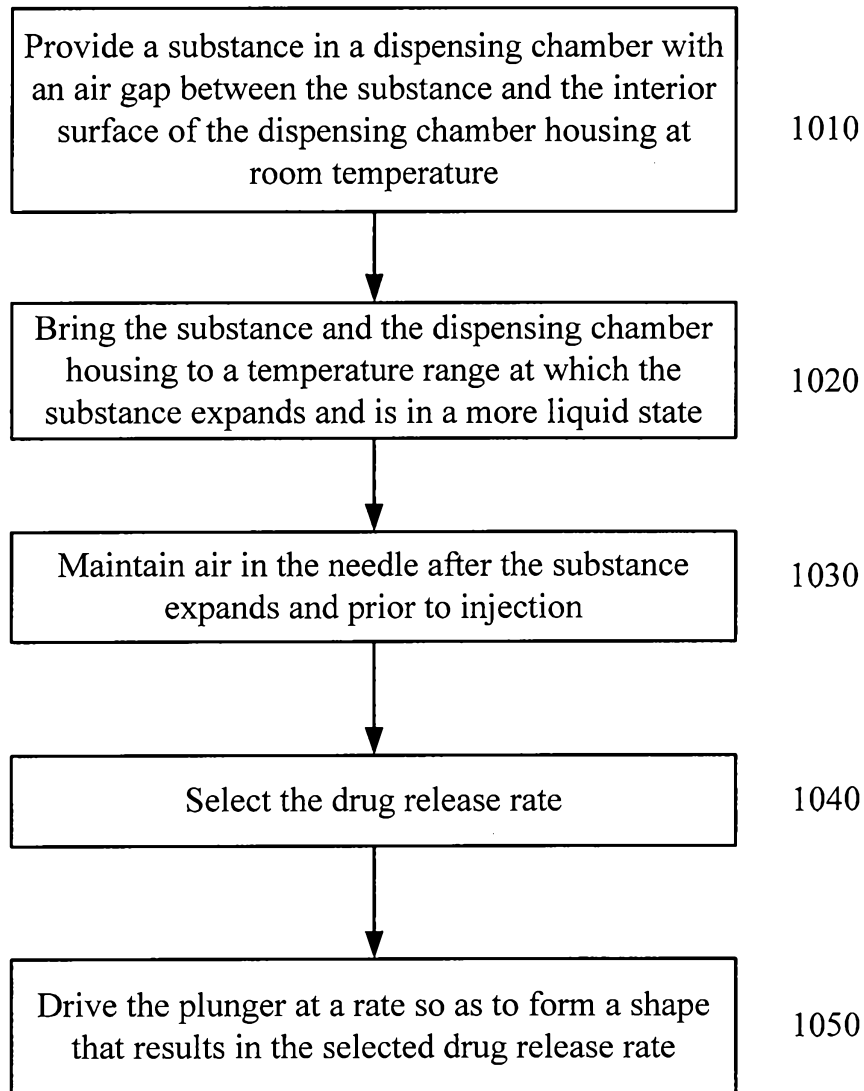 Provide a substance in a dispensing chamber with
an air gap between the substance and the interior
surface of the dispensing chamber housing at
room temperature
1010
Bring the substance and the dispensing chamber
housing to a temperature range at which the
substance expands and is in a more liquid state
1020
Maintain air in the needle after the substance
expands and prior to injection
1030
Select the drug release rate
1040
Drive the plunger at a rate so as to form a shape
that results in the selected drug release rate
1050